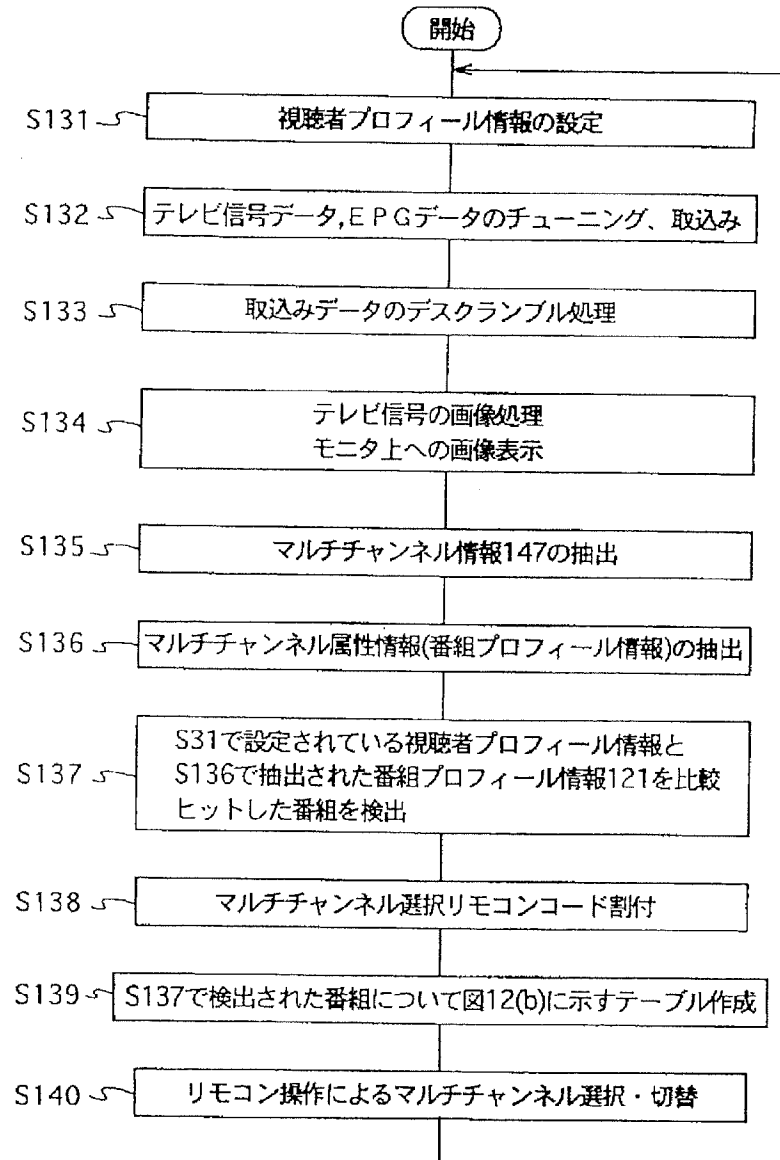 開始
S131 視聴者プロフィール情報の設定
S132 テレビ信号データ,EPGデータのチューニング、取込み
S133 取込みデータのデスクランブル処理
S134 テレビ信号の画像処理
モニタ上への画像表示
S135 マルチチャンネル情報147の抽出
S136 マルチチャンネル属性情報(番組プロフィール情報)の抽出
S31で設定されている視聴者プロフィール情報と
S137 S136で抽出された番組プロフィール情報121を比較
ヒットした番組を検出
S138 マルチチャンネル選択リモコンコード割付
S139 S137で検出された番組について図12(b)に示すテーブル作成
S140 リモコン操作によるマルチチャンネル選択・切替